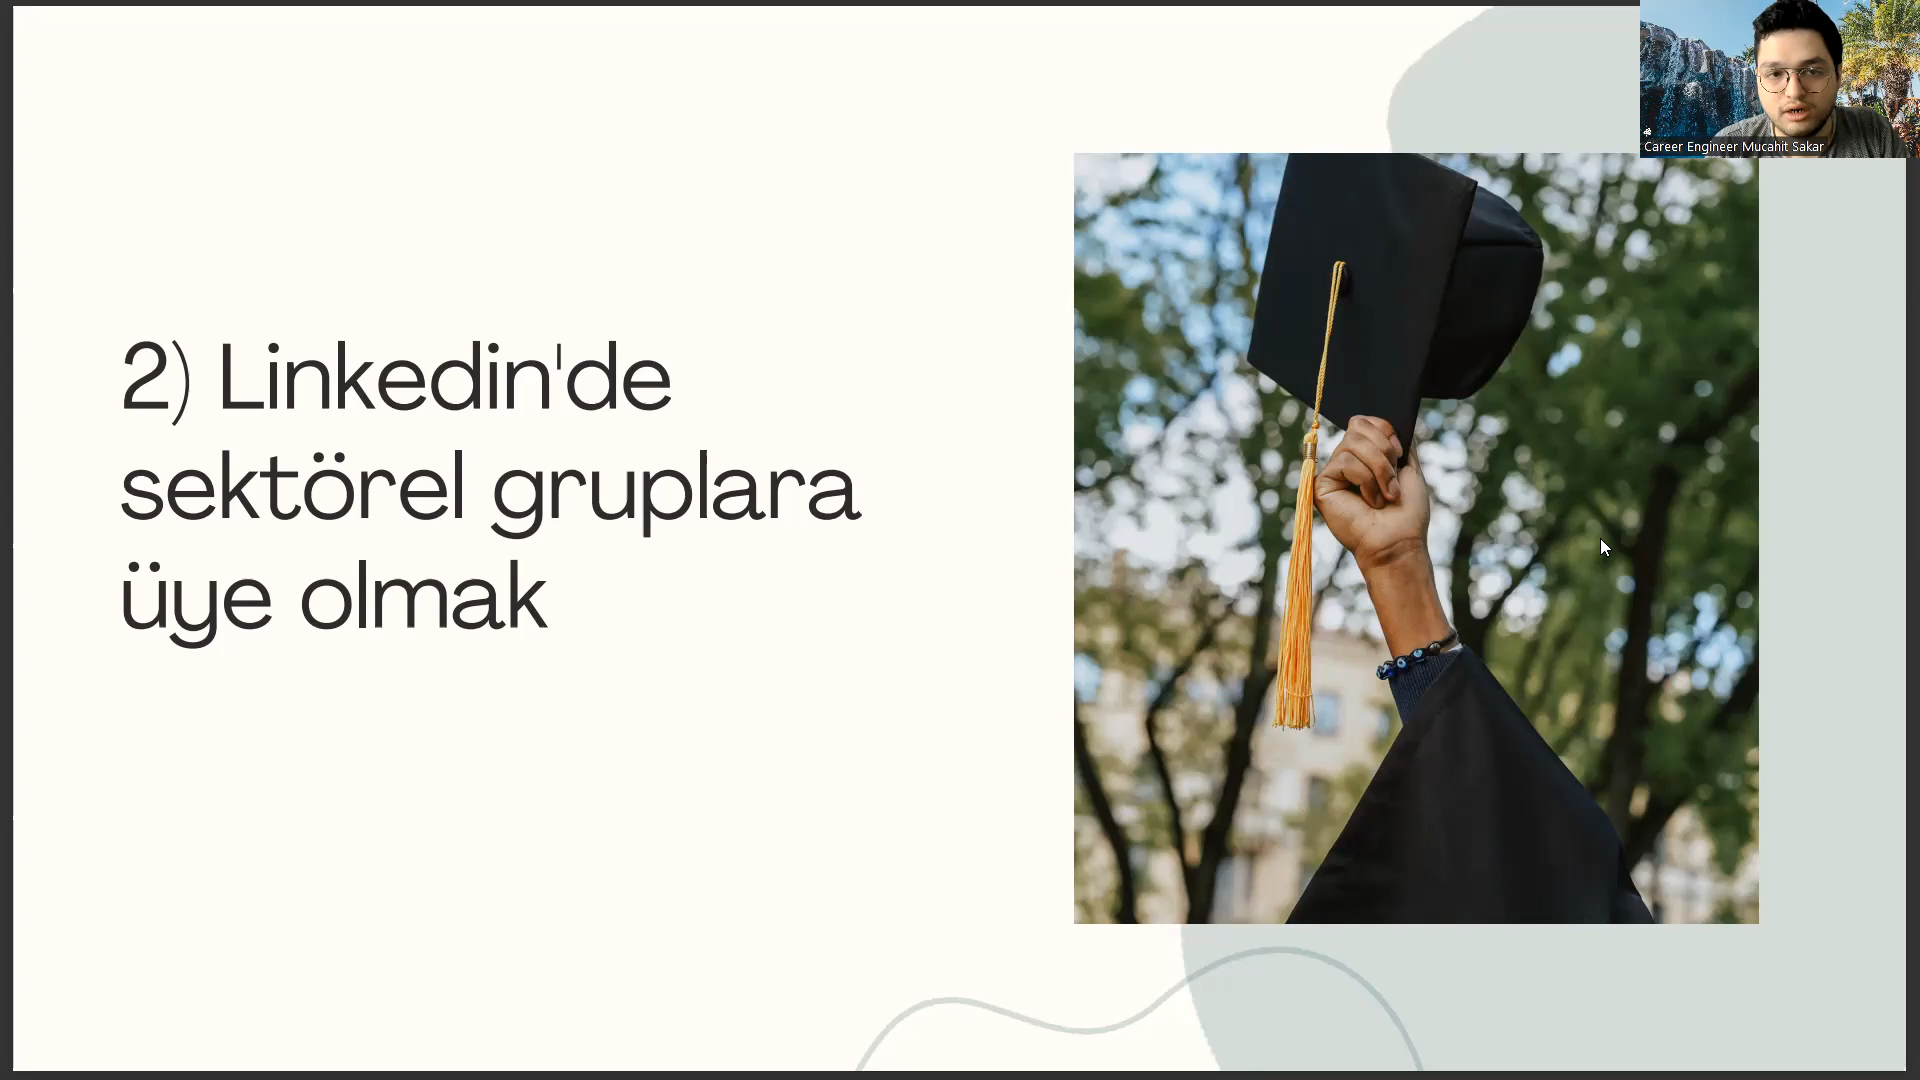 Career Engineer Mucahit Sakar
2) Linkedin'de
sektörel gruplara
üye olmak